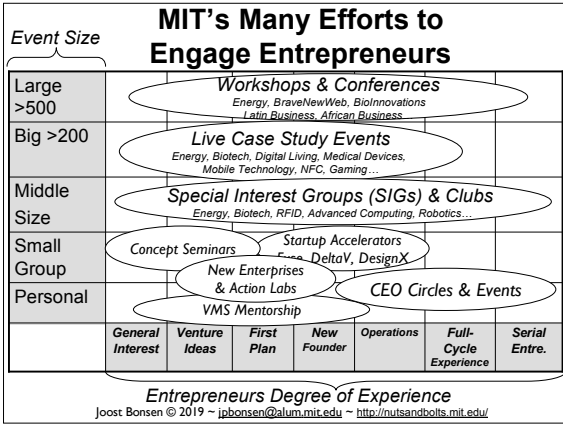 MIT's Many Efforts to
Engage Entrepreneurs
Event Size
Large
>500
Workshops & Conferences
Energy, BraveNewWeb, BioInnovations
Latin Business, African Business
Big >200
Live Case Study Events
Energy, Biotech, Digital Living, Medical Devices,
Mobile Technology, NFC, Gaming…
Middle
Size
Special Interest Groups (SIGs) & Clubs
Energy, Biotech, RFID, Advanced Computing, Robotics…
Small
Group
Concept Seminars
Startup Accelerators
DeltaV, DesignX
New Enterprises
& Action Labs
Personal
CEO Circles & Events
VMS Mentorship
General
Interest
Venture
Ideas
First
Plan
New
Founder
Operations
Full-
Cycle
Experience
Serial
Entre.
Entrepreneurs Degree of Experience
Joost Bonsen © 2019 ~ jpbonsen@alum.mit.edu ~ http://nutsandbolts.mit.edu/